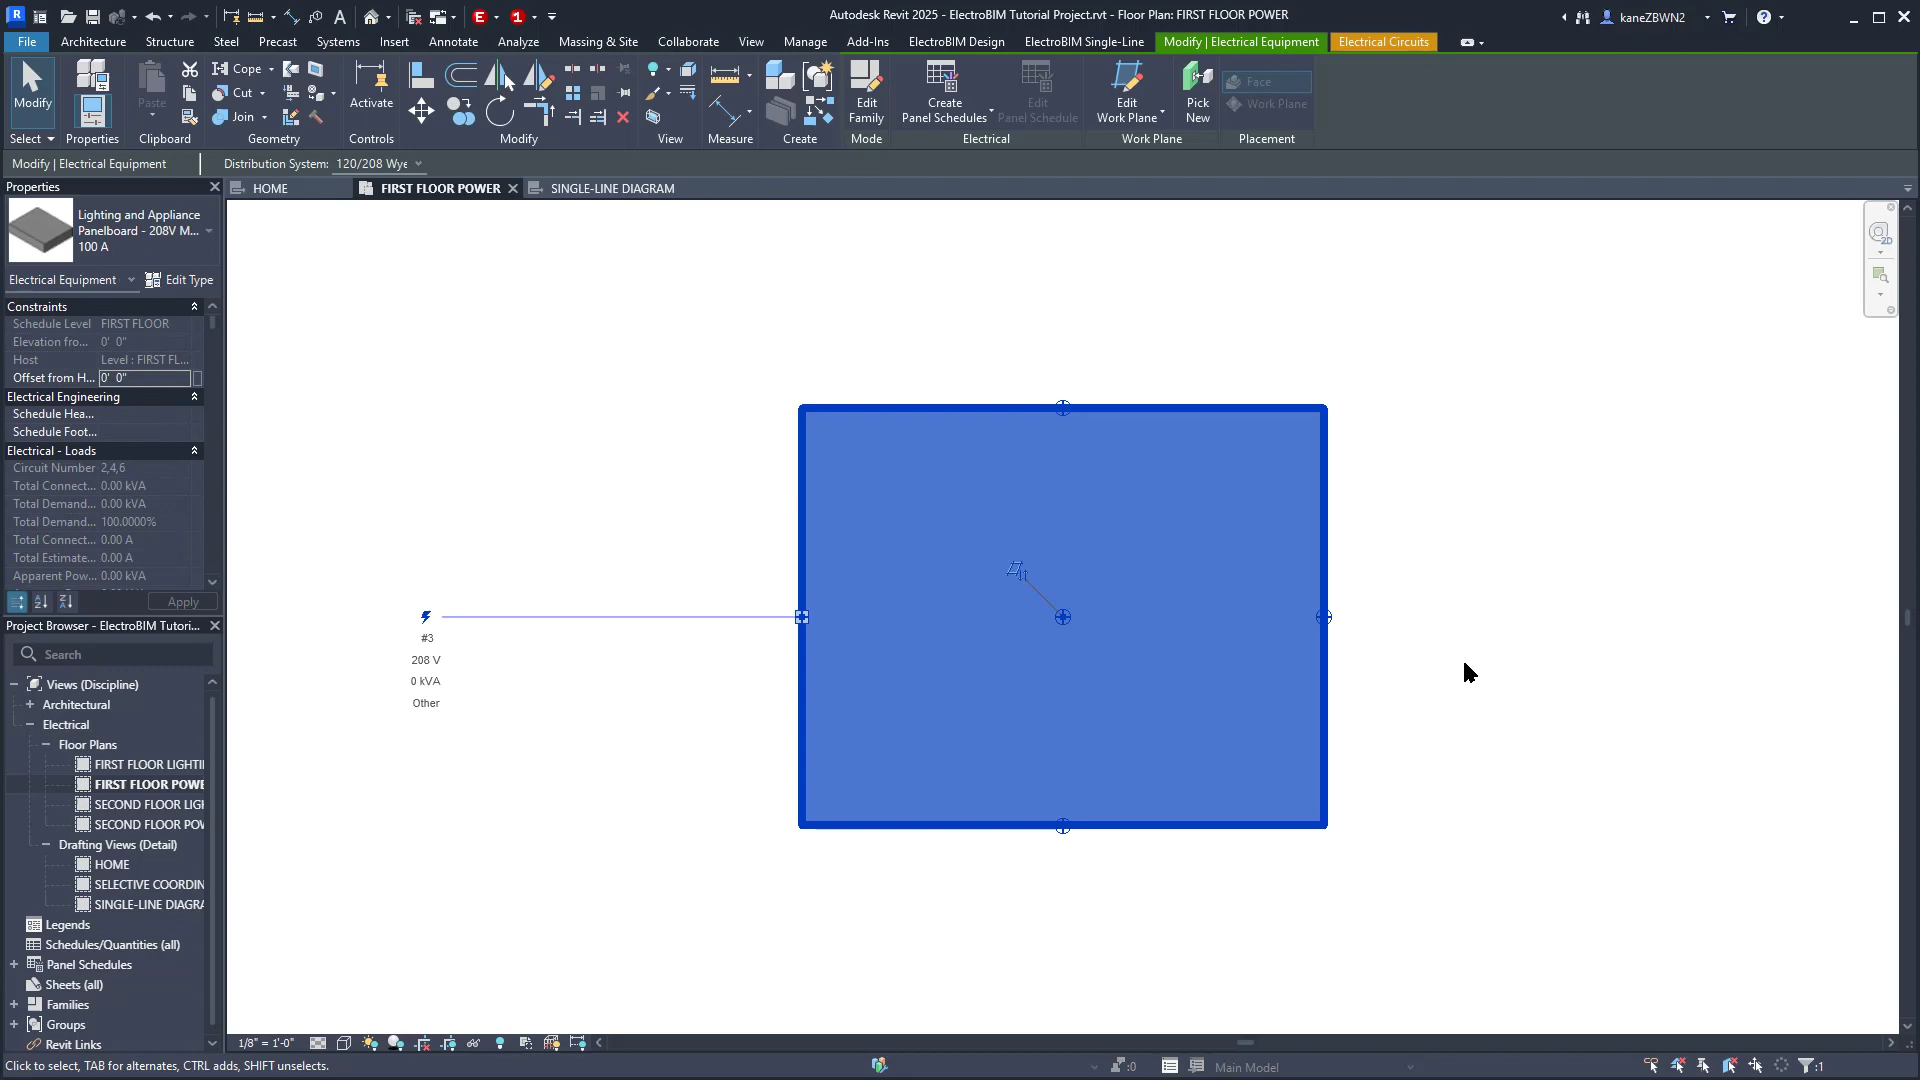 Autodesk Revit 2025 - ElectroBIM Tutorial Project.rvt - Floor Plan: FIRST FLOOR POWER
kaneZBWN2
File Architecture Structure Steel Precast Systems Insert Annotate Analyze Massing & Site Collaborate View Manage Add-Ins ElectroBIM Design ElectroBIM Single-Line Modify | Electrical Equipment Electrical Circuits
Modify
Paste
Cope
Cut
Join
Activate
Edit
Family
Create
Panel Schedules
Edit
Panel Schedule
Edit
Work Plane
Pick
New
Face
Work Plane
Select Properties Clipboard Geometry Controls Modify View Measure Create Mode Electrical Work Plane Placement
Modify | Electrical Equipment Distribution System: 120/208 Wye
Properties
HOME FIRST FLOOR POWER SINGLE-LINE DIAGRAM
Lighting and Appliance
Panelboard - 208V M...
100 A
Electrical Equipment Edit Type
Constraints
Schedule Level FIRST FLOOR
Elevation fro... 0' 0"
Host Level : FIRST FL...
Offset from H... 0' 0"
Electrical Engineering
Schedule Hea...
Schedule Foot...
Electrical - Loads
Circuit Number 2,4,6
Total Connect... 0.00 kVA
Total Demand... 0.00 kVA
Total Demand... 100.0000%
Total Connect... 0.00 A
Total Estimate... 0.00 A
Apparent Pow... 0.00 kVA
Apply
Project Browser - ElectroBIM Tutori...
Search
Views (Discipline)
Architectural
Electrical
Floor Plans
FIRST FLOOR LIGHTI
FIRST FLOOR POWE
SECOND FLOOR LIGH
SECOND FLOOR POW
Drafting Views (Detail)
HOME
SELECTIVE COORDIN
SINGLE-LINE DIAGRA
Legends
Schedules/Quantities (all)
Panel Schedules
Sheets (all)
Families
Groups
Revit Links
#3
208 V
0 kVA
Other
2D
1/8" = 1'-0"
Click to select, TAB for alternates, CTRL adds, SHIFT unselects.
:0
Main Model
:1